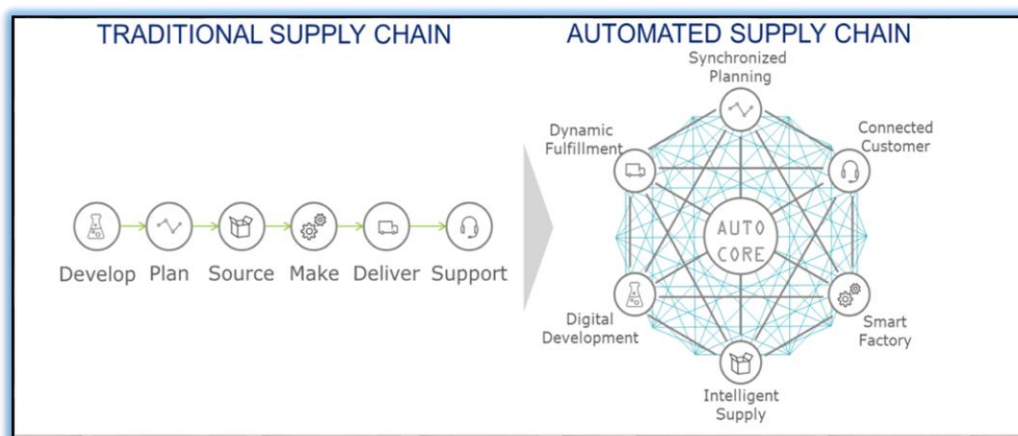 TRADITIONAL SUPPLY CHAIN
AUTOMATED SUPPLY CHAIN
Develop Plan Source Make Deliver Support
Synchronized
Planning
Dynamic
Fulfillment
Connected
Customer
AUTO
CORE
Digital
Development
Smart
Factory
Intelligent
Supply